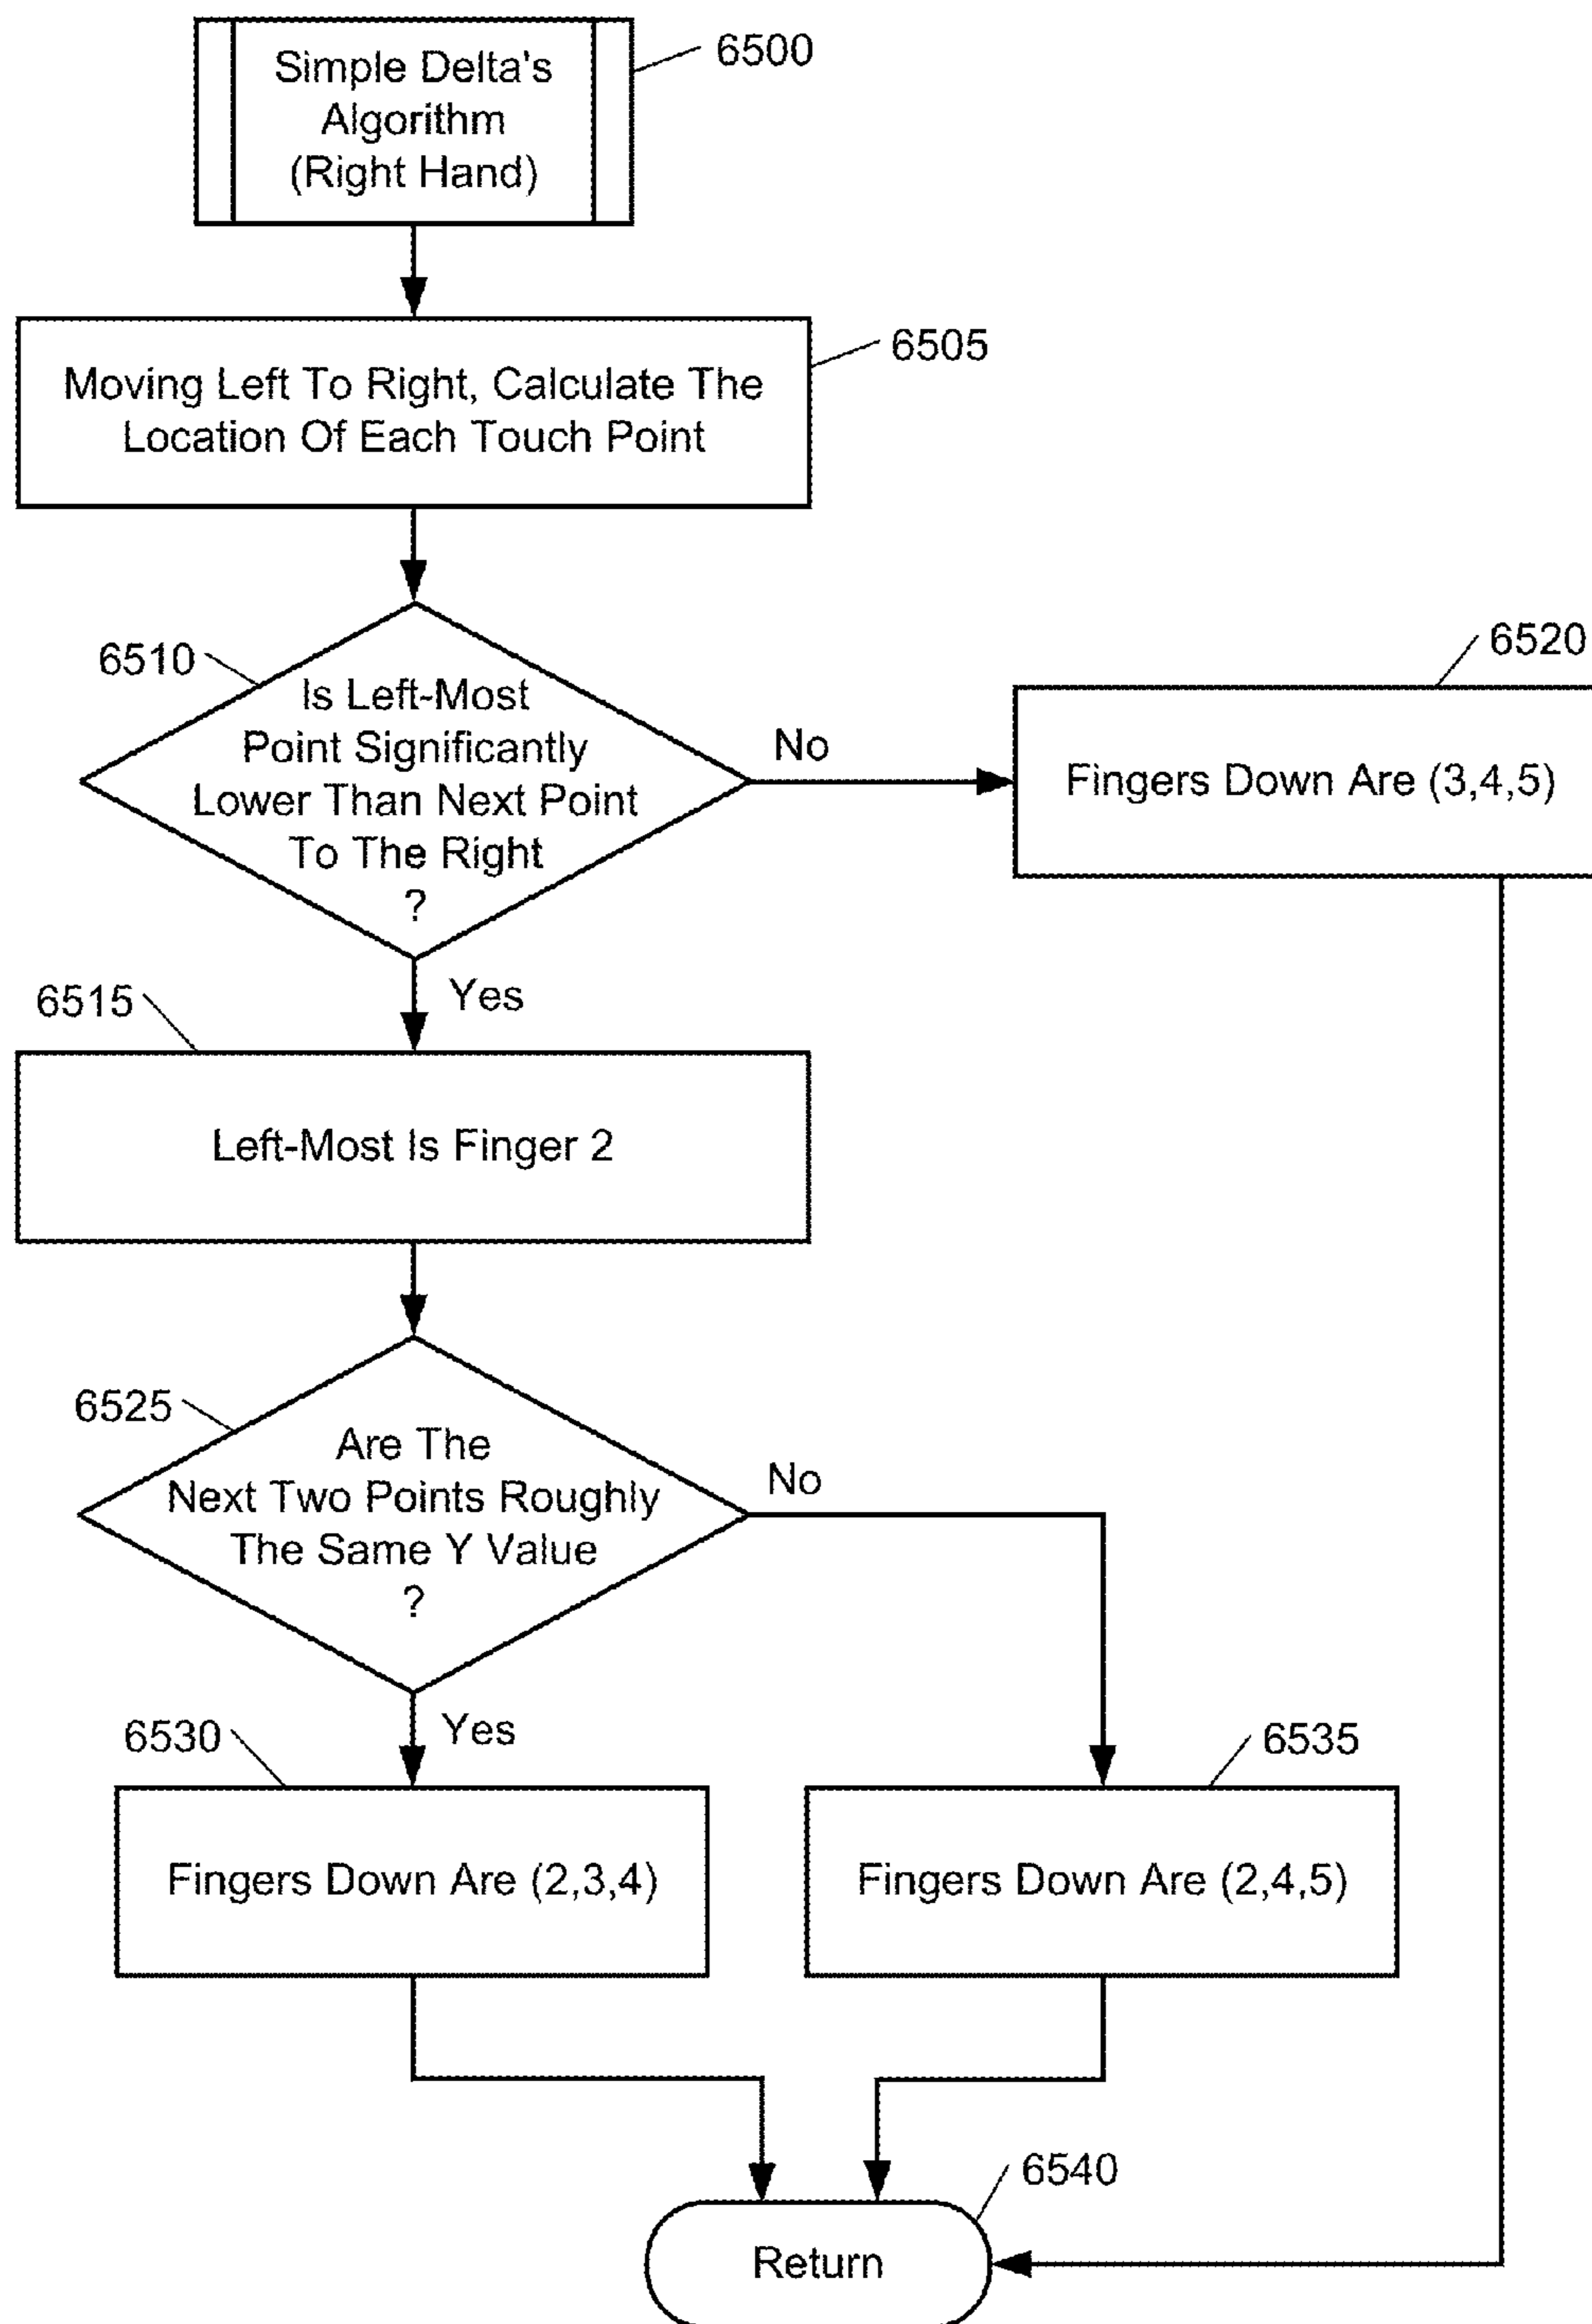 Simple Delta's
Algorithm
(Right Hand)
6500
Moving Left To Right, Calculate The
Location Of Each Touch Point
6505
6510
Is Left-Most
Point Significantly
Lower Than Next Point
To The Right
?
No
6520
Fingers Down Are (3,4,5)
Yes
6515
Left-Most Is Finger 2
6525
Are The
Next Two Points Roughly
The Same Y Value
?
No
Yes
6530
Fingers Down Are (2,3,4)
6535
Fingers Down Are (2,4,5)
6540
Return